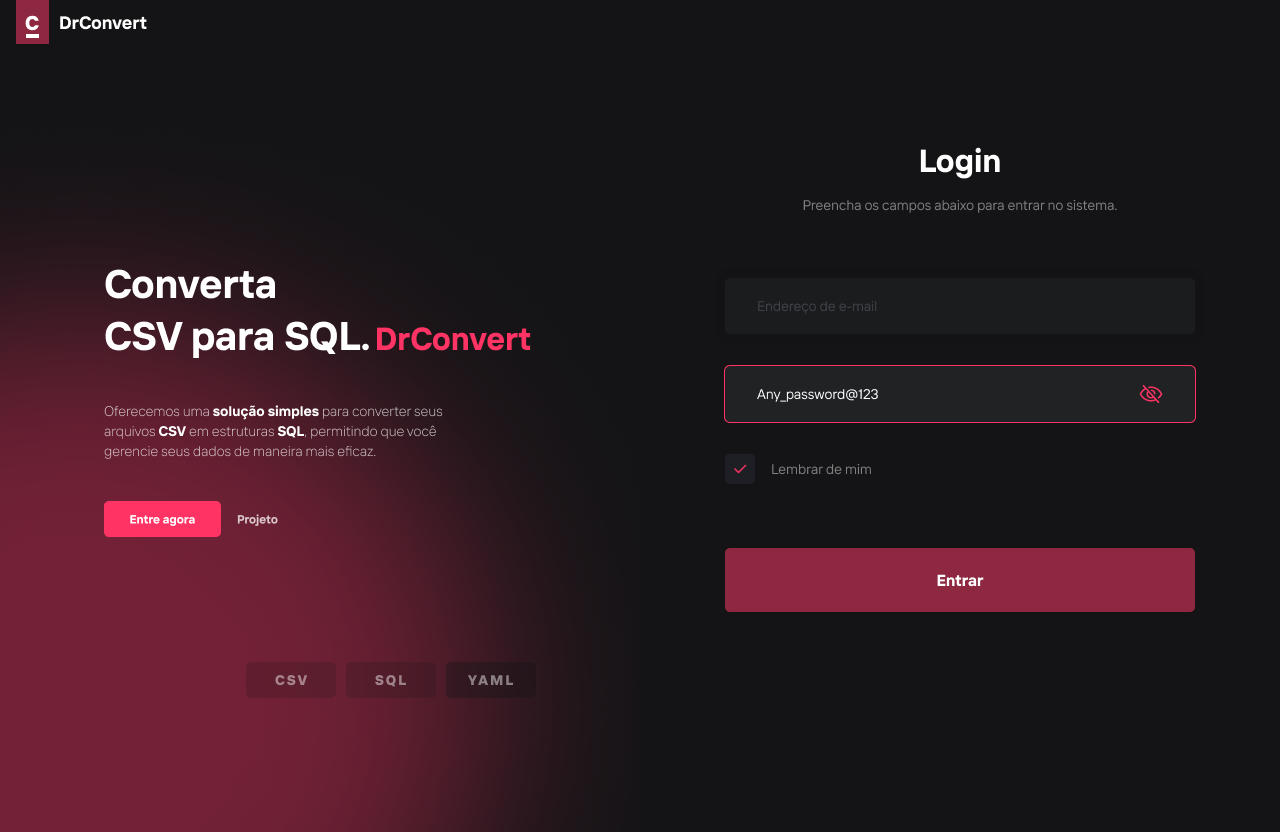 C
DrConvert
Converta
CSV para SQL. DrConvert
Oferecemos uma solução simples para converter seus
arquivos CSV em estruturas SQL, permitindo que você
gerencie seus dados de maneira mais eficaz.
Entre agora
Projeto
CSV
SQL
YAML
Login
Preencha os campos abaixo para entrar no sistema.
Endereço de e-mail
Any_password@123
Lembrar de mim
Entrar